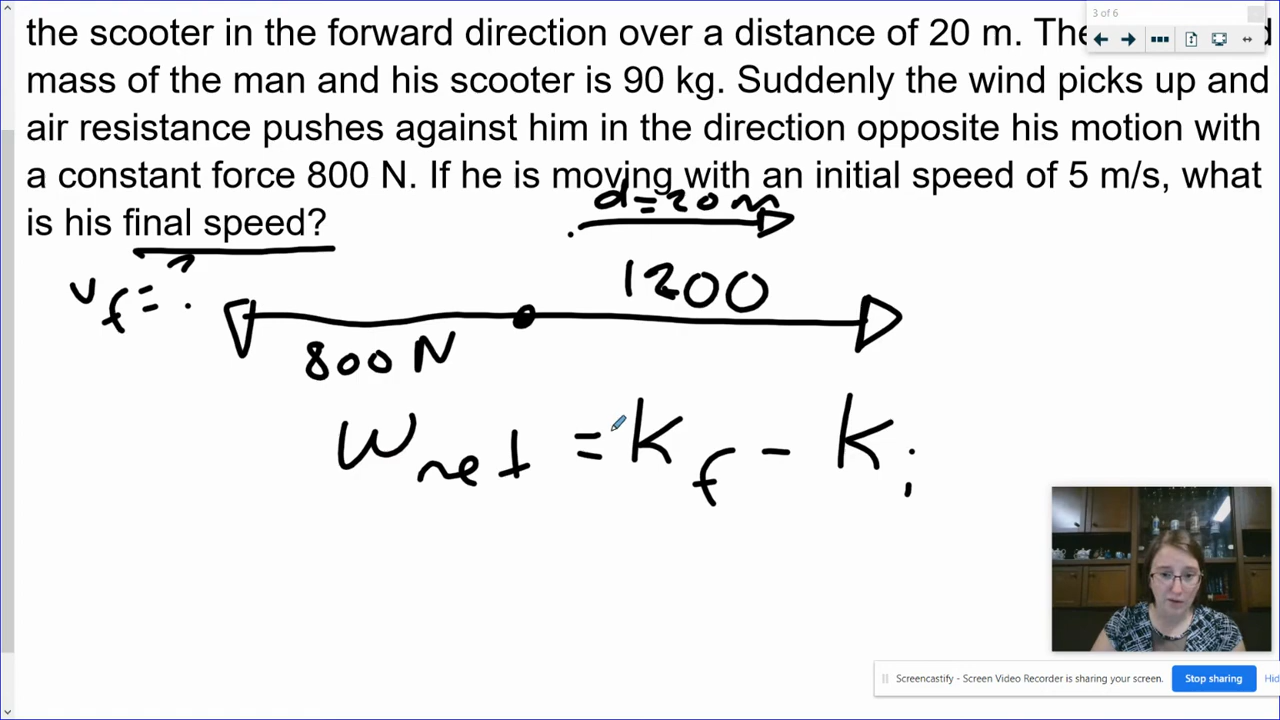 3 of 6
the scooter in the forward direction over a distance of 20 m. The
mass of the man and his scooter is 90 kg. Suddenly the wind picks up and
air resistance pushes against him in the direction opposite his motion with
a constant force 800 N. If he is moving with an initial speed of 5 m/s, what
is his final speed?
d=20 m
1200
vf= ?
800 N
Wnet = Kf - Ki
Screencastify - Screen Video Recorder is sharing your screen.
Stop sharing
Hid